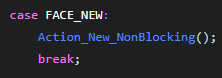 case FACE_NEW:
Action_New_NonBlocking();
break;